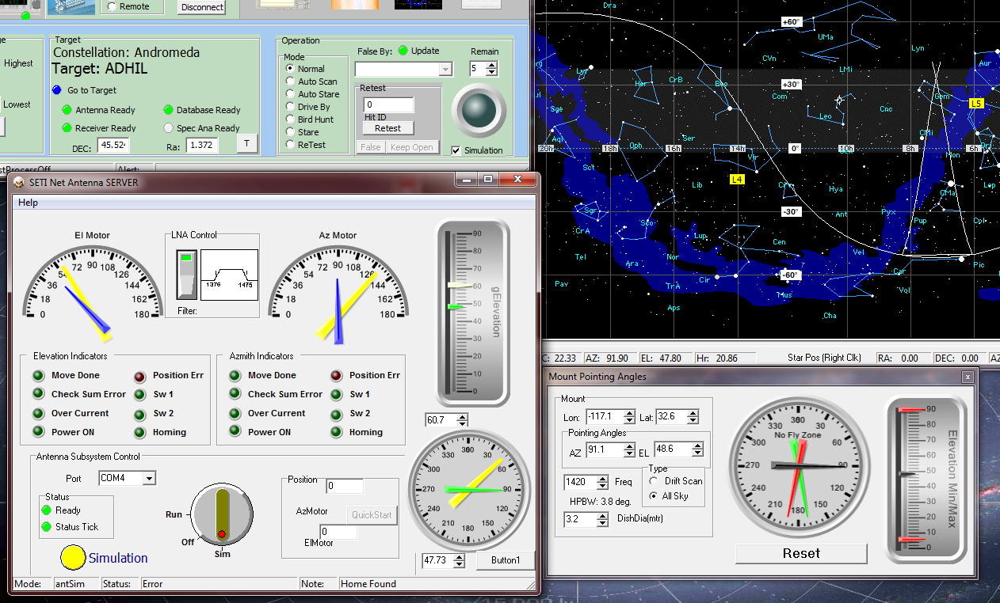 Remote
Disconnect
Highest
Lowest
Target
Constellation: Andromeda
Target: ADHIL
Go to Target
Antenna Ready
Database Ready
Receiver Ready
Spec Ana Ready
DEC: 45.52
Ra: 1.372
T
Operation
Mode
Normal
Auto Scan
Auto Stare
Drive By
Bird Hunt
Stare
ReTest
False By:
Update
Remain
5
Retest
0
Hit ID
Retest
False
Keep Open
Simulation
stProcessOff
Alert:
SETI Net Antenna SERVER
Help
El Motor
0 18 36 54 72 90 108 126 144 162 180
LNA Control
1376 1475
Filter:
Az Motor
0 18 36 54 72 90 108 126 144 162 180
90
80
70
60
50
40
30
20
10
0
gElevation
60.7
Elevation Indicators
Move Done
Position Err
Check Sum Error
Sw 1
Over Current
Sw 2
Power ON
Homing
Azmith Indicators
Move Done
Position Err
Check Sum Error
Sw 1
Over Current
Sw 2
Power ON
Homing
Antenna Subsystem Control
Port COM4
Status
Ready
Status Tick
Simulation
Run
Off
Sim
Position 0
AzMotor
QuickStart
0
ElMotor
330 30
300 60
270 90
240 120
210 180 150
47.73
Button1
Mode: antSim Status: Error Note: Home Found
Dra
+60°
UMa
CVn
Lyn
LMi
Aur
Lyr
Her
CrB
Boo
+30°
Com
Gem
L5
Sge
Leo
Cnc
Aql
Oph
Ser
CMi
20h 18h 16h 14h 0° 10h 8h 6h
Vir
Mon
Sct
Lib
L4
Crv
Hya
CMa
Lep
Sgr
-30°
Ant
Pyx
CrA
Sco
Lup
Cen
Pup
Col
Tel
Ara
Nor
Vel
Pic
Pav
TrA
Cir
-60°
Car
Mus
Vol
Aps
Cha
C: 22.33 AZ: 91.90 EL: 47.80 Hr: 20.86 Star Pos (Right Clk) RA: 0.00 DEC: 0.00 AZ
Mount Pointing Angles
Mount
Lon: -117.1 Lat: 32.6
Pointing Angles
AZ 91.1 EL 48.6
1420 Freq
HPBW: 3.8 deg.
3.2 DishDia(mtr)
Type
Drift Scan
All Sky
330 30
No Fly Zone
300 60
270 90
240 120
210 180 150
Reset
90
80
70
60
50
40
30
20
10
0
Elevation Min/Max